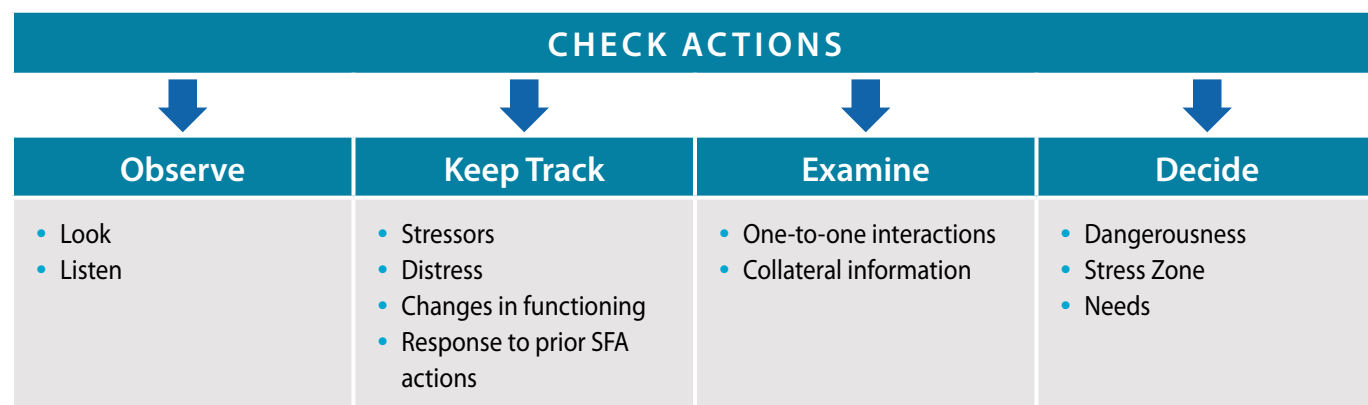 CHECK ACTIONS
Observe
• Look
• Listen
Keep Track
• Stressors
• Distress
• Changes in functioning
• Response to prior SFA
actions
Examine
• One-to-one interactions
• Collateral information
Decide
• Dangerousness
• Stress Zone
• Needs